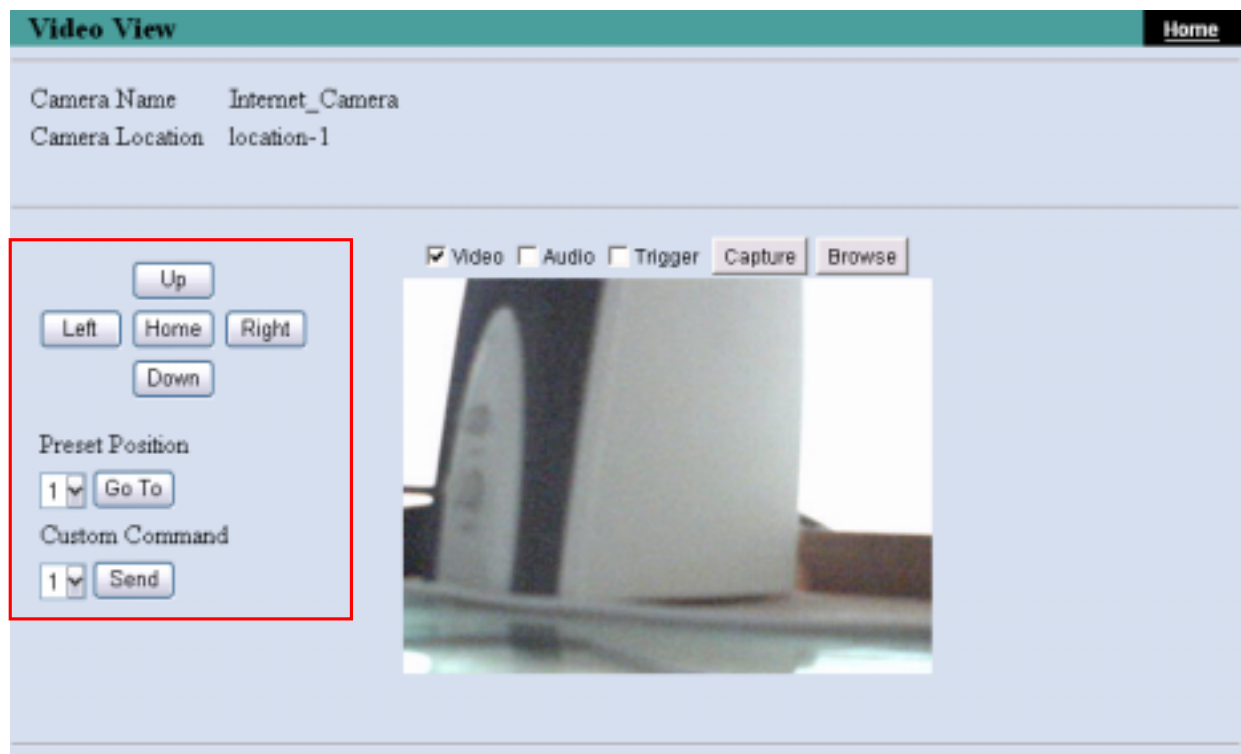 Video View Home
Camera Name Internet_Camera
Camera Location location-1
Video Audio Trigger Capture Browse
Up
Left Home Right
Down
Preset Position
1 Go To
Custom Command
1 Send